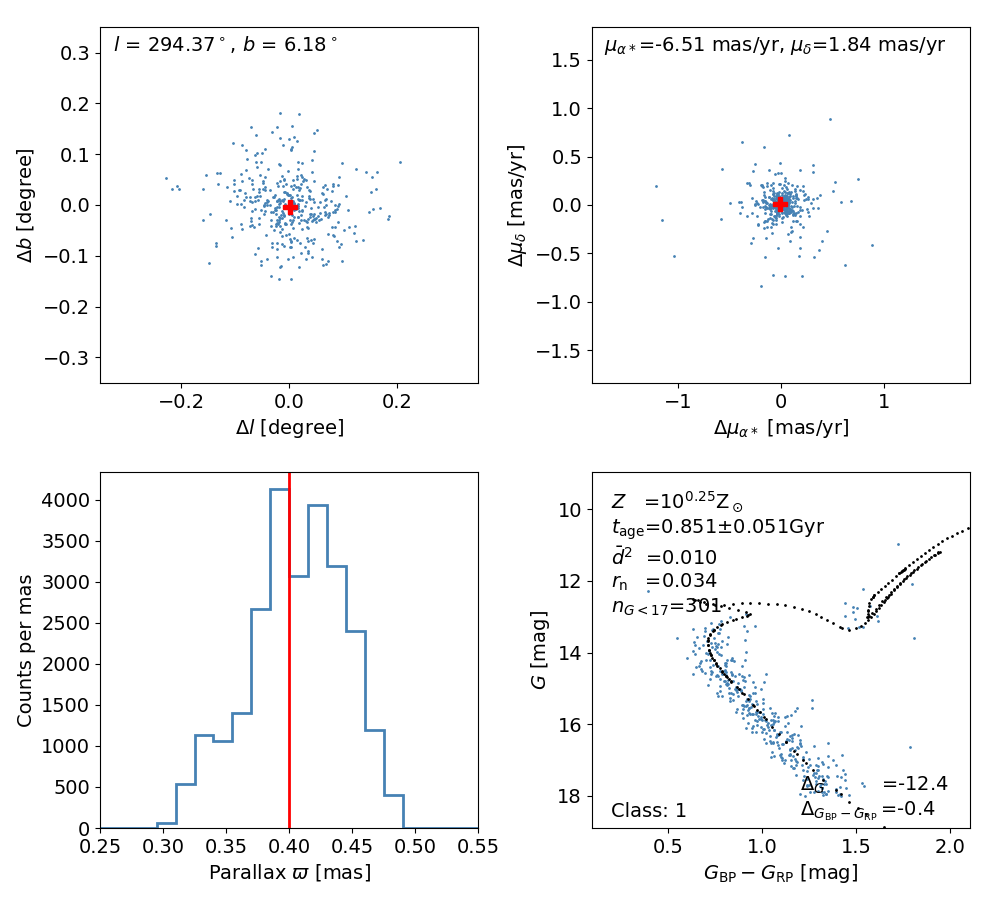 l = 294.37°, b = 6.18°
0.3
0.2
0.1
0.0
−0.1
−0.2
−0.3
Δb [degree]
−0.2
0.0
0.2
Δl [degree]
μα*=-6.51 mas/yr, μδ=1.84 mas/yr
1.5
1.0
0.5
0.0
−0.5
−1.0
−1.5
Δμδ [mas/yr]
−1
0
1
Δμα* [mas/yr]
4000
3500
3000
2500
2000
1500
1000
500
0
Counts per mas
0.25
0.30
0.35
0.40
0.45
0.50
0.55
Parallax ϖ [mas]
Z =10^0.25 Z⊙
t_age=0.851±0.051Gyr
d̄² =0.010
r_n =0.034
n_G<17=301
10
12
14
16
18
G [mag]
Δ_G =-12.4
Δ_GBP−GRP =-0.4
Class: 1
0.5
1.0
1.5
2.0
G_BP − G_RP [mag]